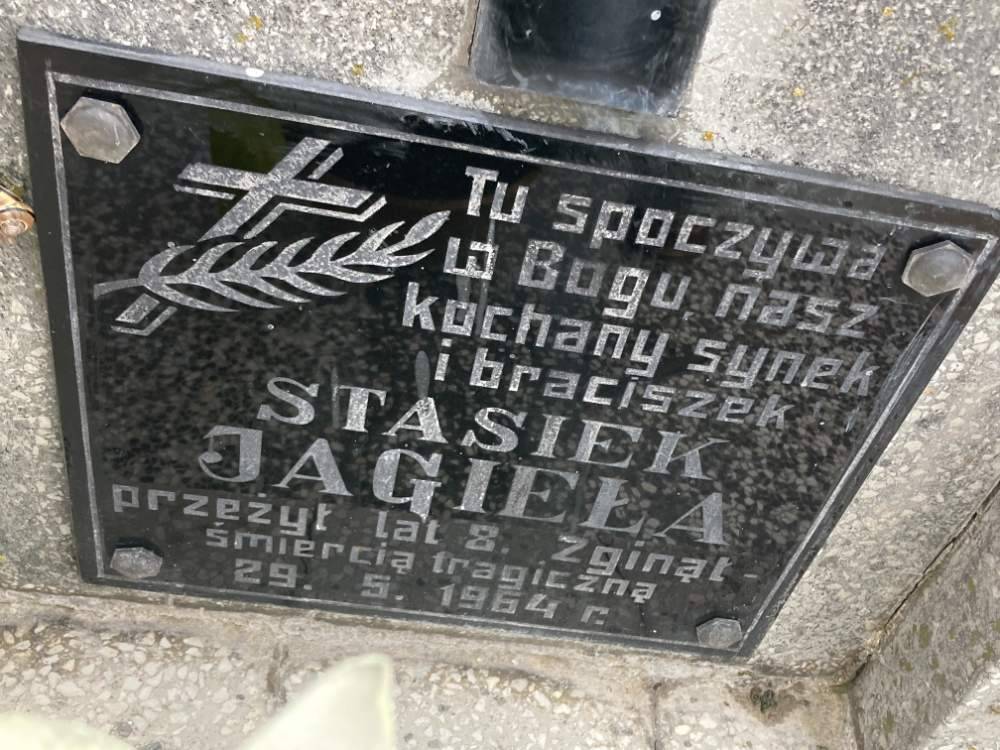 Tu spoczywa
w Bogu, nasz
kochany synek
i braciszek
STASIEK
JAGIEŁA
przeżył lat 8. Zginął-
śmiercią tragiczną
29. 5. 1964 r.